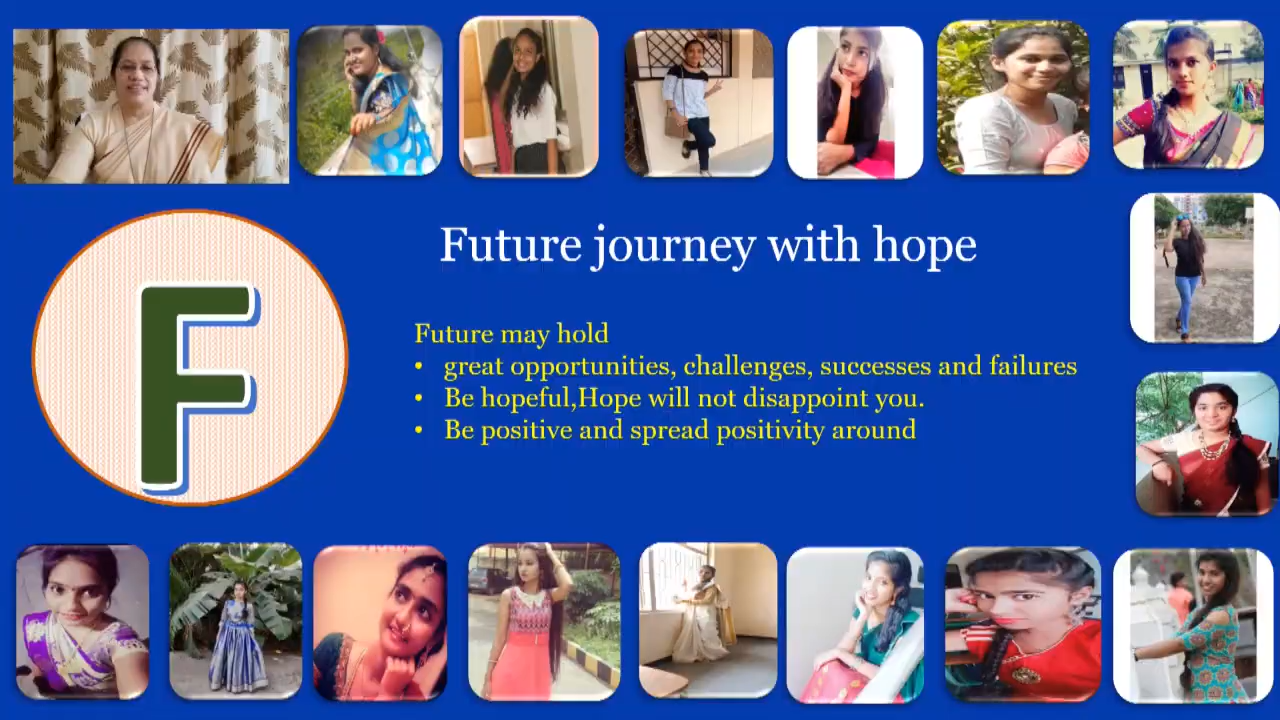 Future journey with hope
F
Future may hold
• great opportunities, challenges, successes and failures
• Be hopeful,Hope will not disappoint you.
• Be positive and spread positivity around